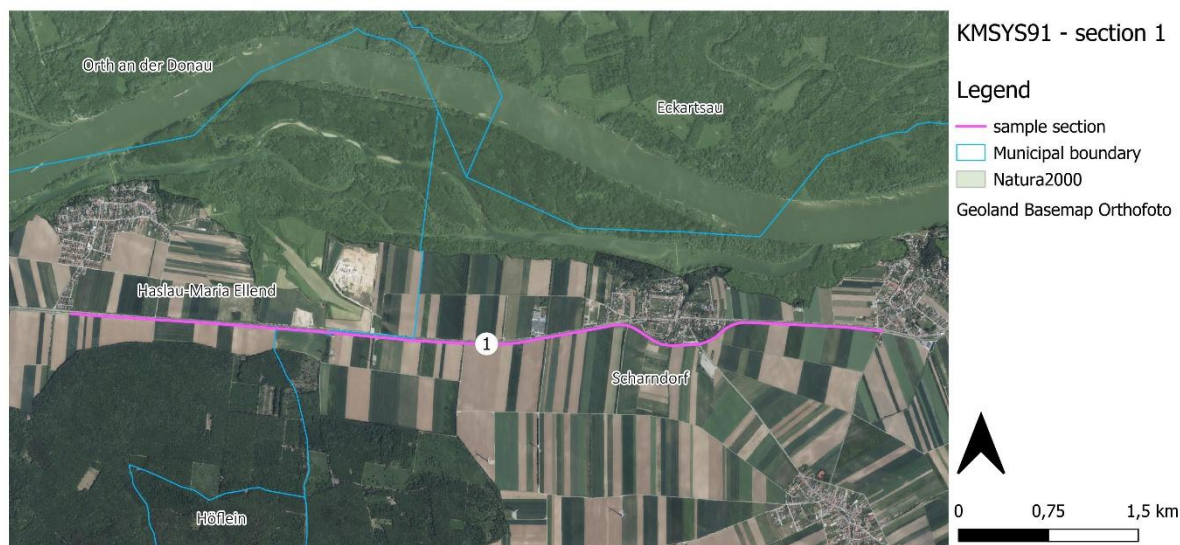 KMSYS91 - section 1
Legend
sample section
Municipal boundary
Natura2000
Geoland Basemap Orthofoto
Orth an der Donau
Eckartsau
Haslau-Maria Ellend
1
Scharndorf
Höflein
0 0,75 1,5 km